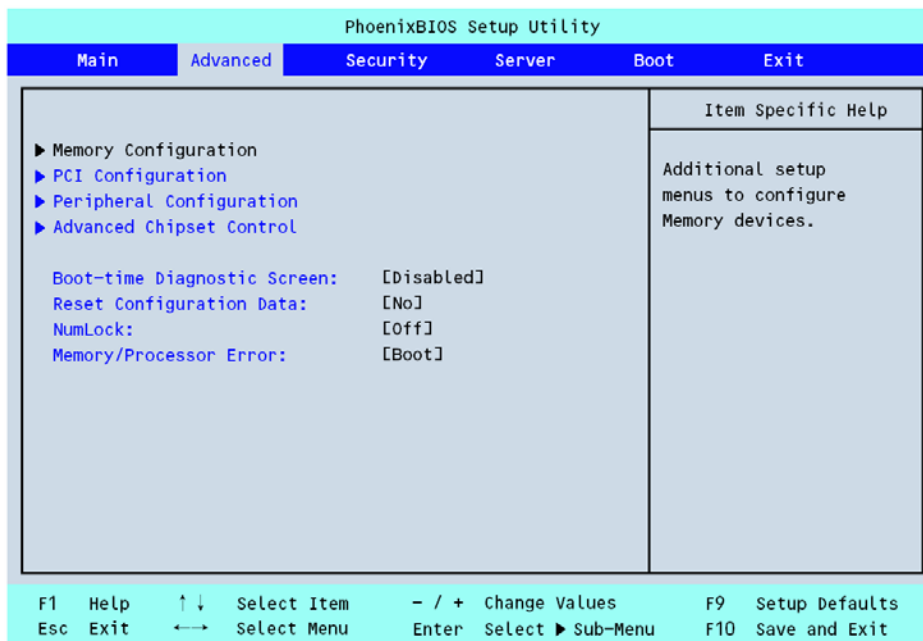 PhoenixBIOS Setup Utility
Main Advanced Security Server Boot Exit
Item Specific Help
▶ Memory Configuration
▶ PCI Configuration
▶ Peripheral Configuration
▶ Advanced Chipset Control
Boot-time Diagnostic Screen: [Disabled]
Reset Configuration Data: [No]
NumLock: [Off]
Memory/Processor Error: [Boot]
Additional setup
menus to configure
Memory devices.
F1 Help ↑↓ Select Item - / + Change Values F9 Setup Defaults
Esc Exit ←→ Select Menu Enter Select ▶ Sub-Menu F10 Save and Exit